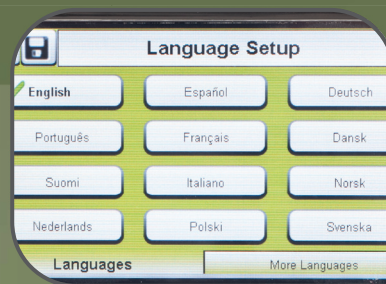 Language Setup
English Español Deutsch
Português Français Dansk
Suomi Italiano Norsk
Nederlands Polski Svenska
Languages More Languages